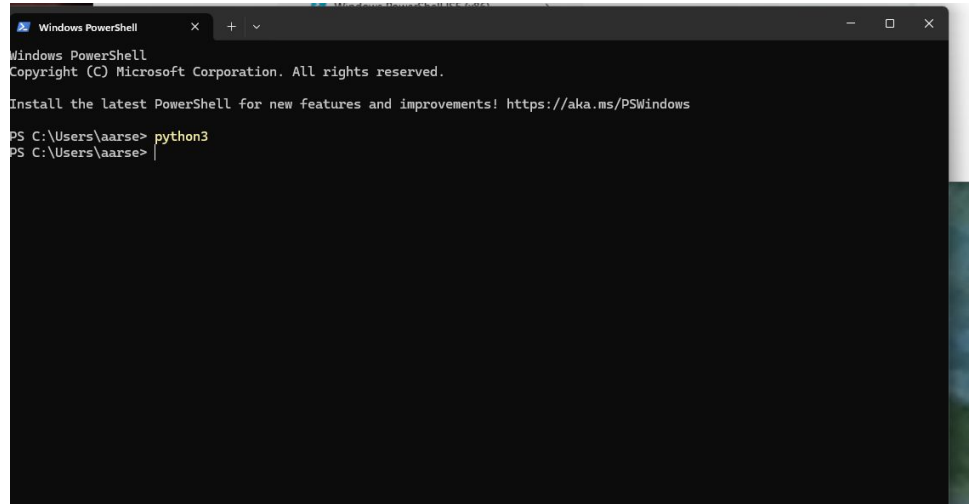 Windows PowerShell
Windows PowerShell
Copyright (C) Microsoft Corporation. All rights reserved.
Install the latest PowerShell for new features and improvements! https://aka.ms/PSWindows
PS C:\Users\aarse> python3
PS C:\Users\aarse>